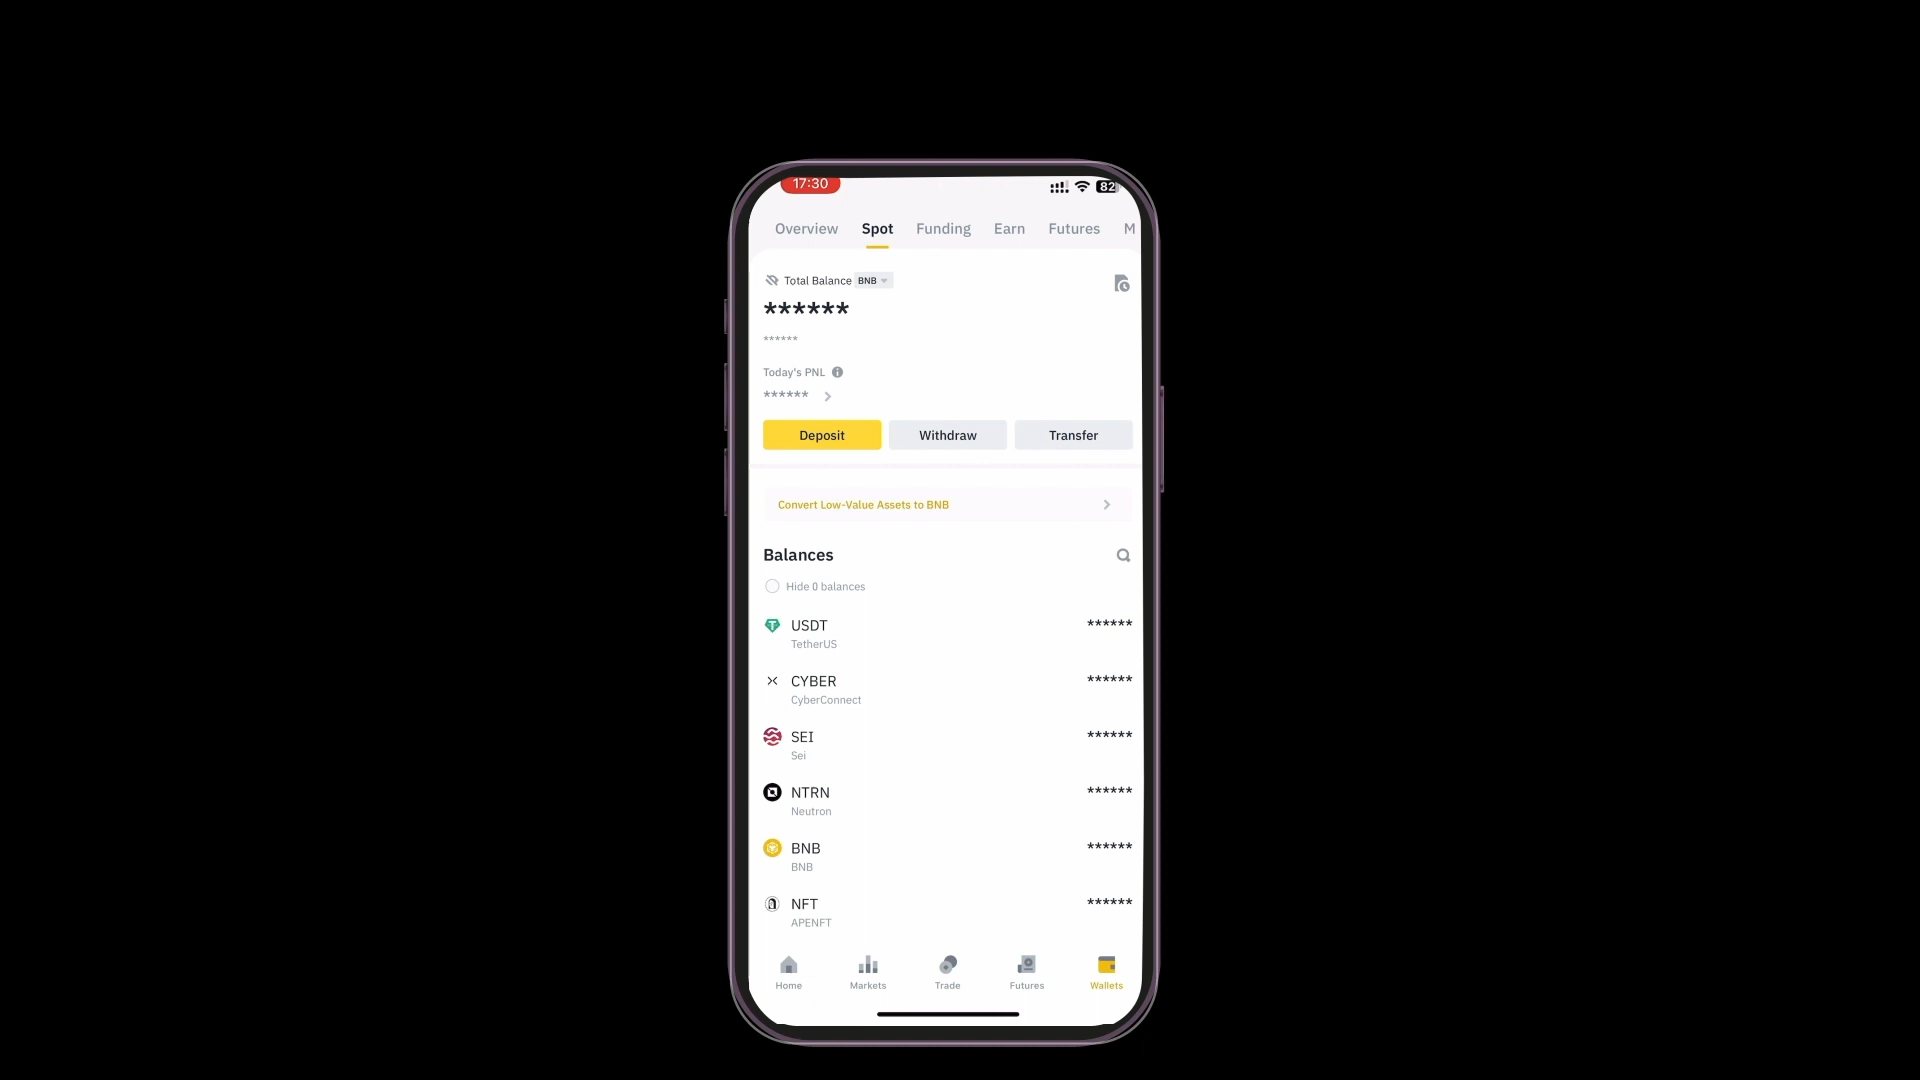 17:30 82
Overview Spot Funding Earn Futures M
Total Balance BNB
******
******
Today's PNL
******
Deposit Withdraw Transfer
Convert Low-Value Assets to BNB
Balances
Hide 0 balances
USDT ******
TetherUS
CYBER ******
CyberConnect
SEI ******
Sei
NTRN ******
Neutron
BNB ******
BNB
NFT ******
APENFT
Home Markets Trade Futures Wallets